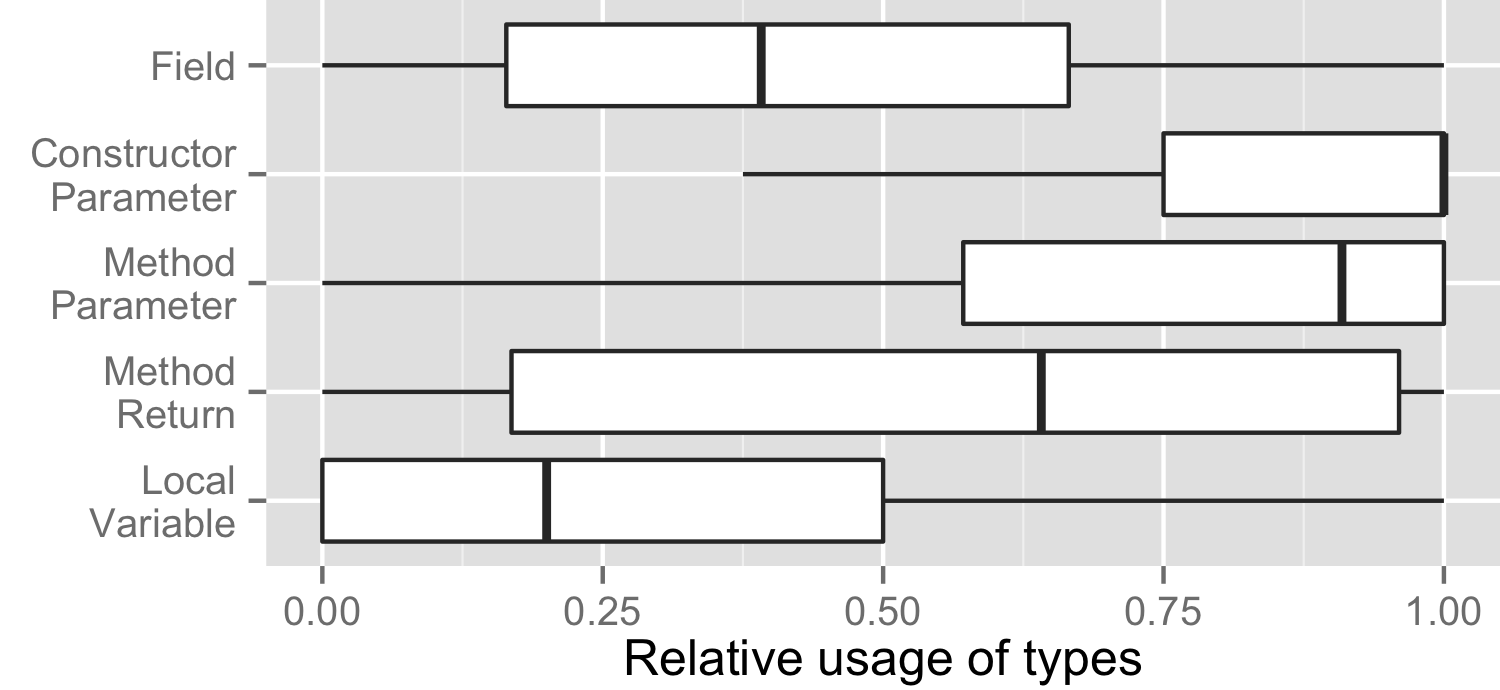 Field
Constructor
Parameter
Method
Parameter
Method
Return
Local
Variable
0.00 0.25 0.50 0.75 1.00
Relative usage of types